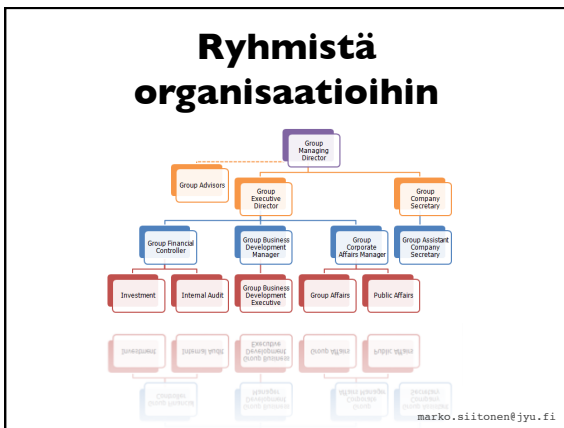 Ryhmistä
organisaatioihin
Group
Managing
Director
Group Advisors
Group
Executive
Director
Group
Company
Secretary
Group Financial
Controller
Group Business
Development
Manager
Group
Corporate
Affairs Manager
Group Assistant
Company
Secretary
Investment
Internal Audit
Group Business
Development
Executive
Group Affairs
Public Affairs
marko.siitonen@jyu.fi